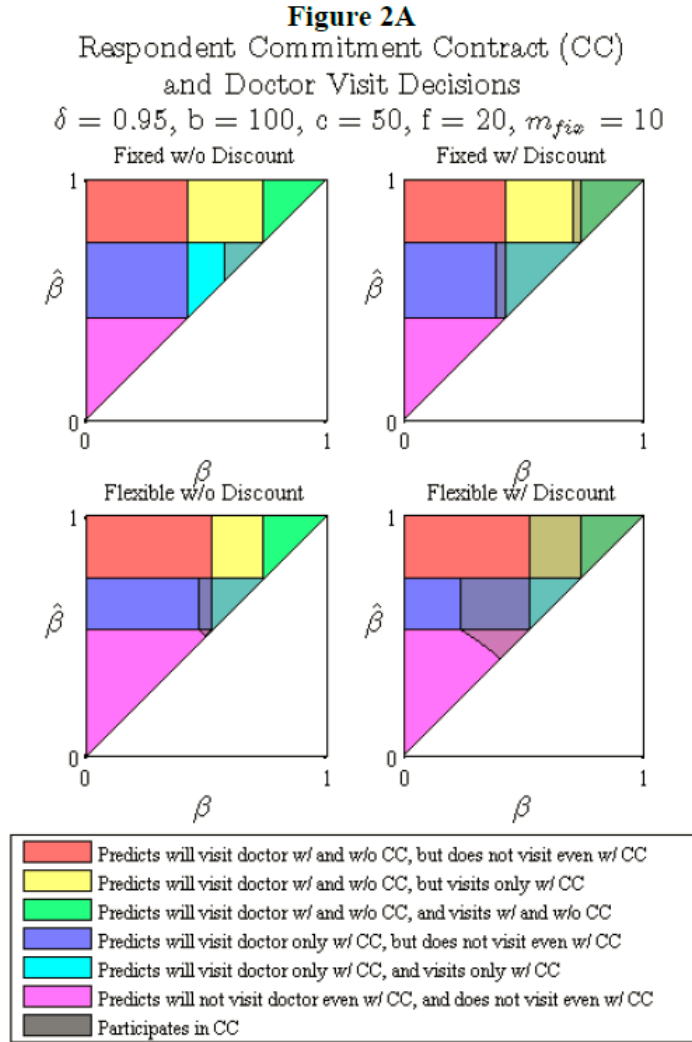 Figure 2A
Respondent Commitment Contract (CC)
and Doctor Visit Decisions
δ = 0.95, b = 100, c = 50, f = 20, m_fix = 10
Fixed w/o Discount
Fixed w/ Discount
1
1
β̂
β̂
0
0
0
1
0
1
β
β
Flexible w/o Discount
Flexible w/ Discount
1
1
β̂
β̂
0
0
0
1
0
1
β
β
Predicts will visit doctor w/ and w/o CC, but does not visit even w/ CC
Predicts will visit doctor w/ and w/o CC, but visits only w/ CC
Predicts will visit doctor w/ and w/o CC, and visits w/ and w/o CC
Predicts will visit doctor only w/ CC, but does not visit even w/ CC
Predicts will visit doctor only w/ CC, and visits only w/ CC
Predicts will not visit doctor even w/ CC, and does not visit even w/ CC
Participates in CC